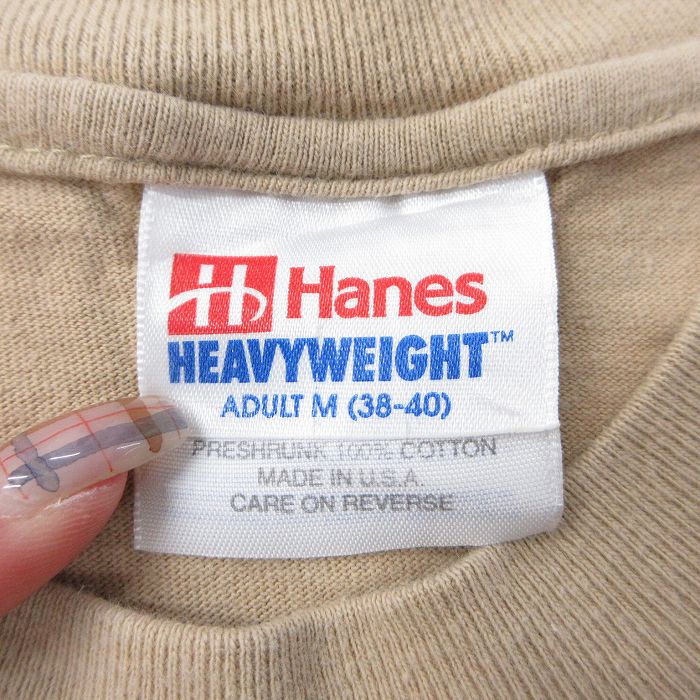 H Hanes
HEAVYWEIGHT™
ADULT M (38-40)
PRESHRUNK 100% COTTON
MADE IN U.S.A.
CARE ON REVERSE